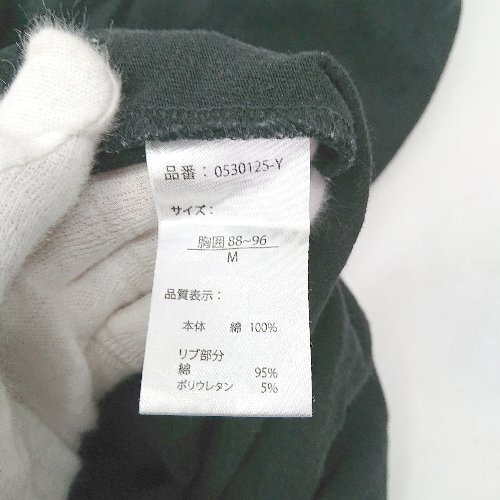 品番：0530125-Y
サイズ：
胸囲 88~96
M
品質表示：
本体 綿 100%
リブ部分
綿 95%
ポリウレタン 5%